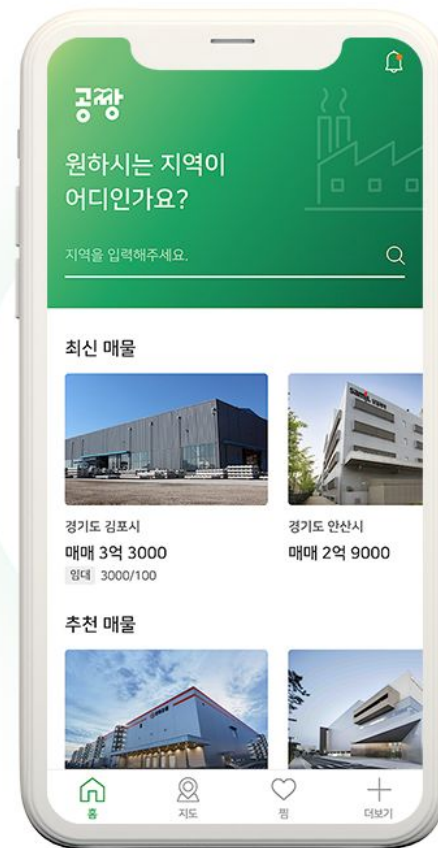 공짱
원하시는 지역이
어디인가요?
지역을 입력해주세요.
최신 매물
경기도 김포시
매매 3억 3000
임대 3000/100
경기도 안산시
매매 2억 9000
추천 매물
홈
지도
찜
더보기